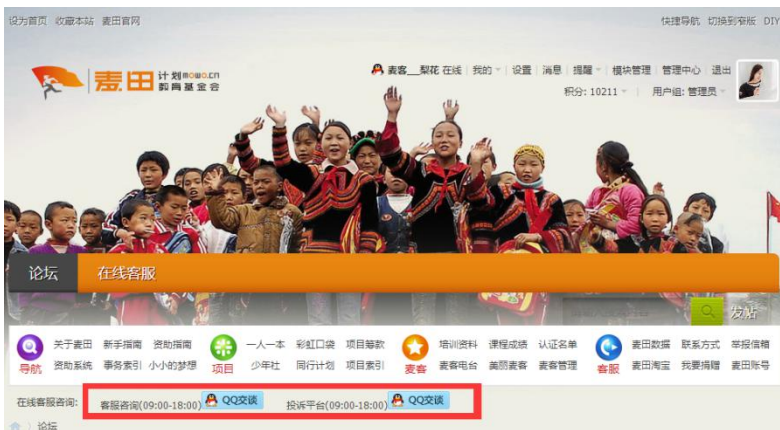 设为首页 收藏本站 麦田官网 快捷导航 切换到窄版 DIY
麦客__梨花 在线 我的 设置 消息 提醒 模块管理 管理中心 退出
麦田 计划mowo.cn
教育基金会
积分: 10211 用户组: 管理员
论坛 在线客服
发帖
关于麦田 新手指南 资助指南 一人一本 彩虹口袋 项目筹款 培训资料 课程成绩 认证名单 麦田数据 联系方式 举报信箱
导航 资助系统 事务索引 小小的梦想 项目 少年社 同行计划 项目索引 麦客 麦客电台 美丽麦客 麦客管理 客服 麦田淘宝 我要捐赠 麦田账号
在线客服咨询: 客服咨询(09:00-18:00) QQ交谈 投诉平台(09:00-18:00) QQ交谈
论坛